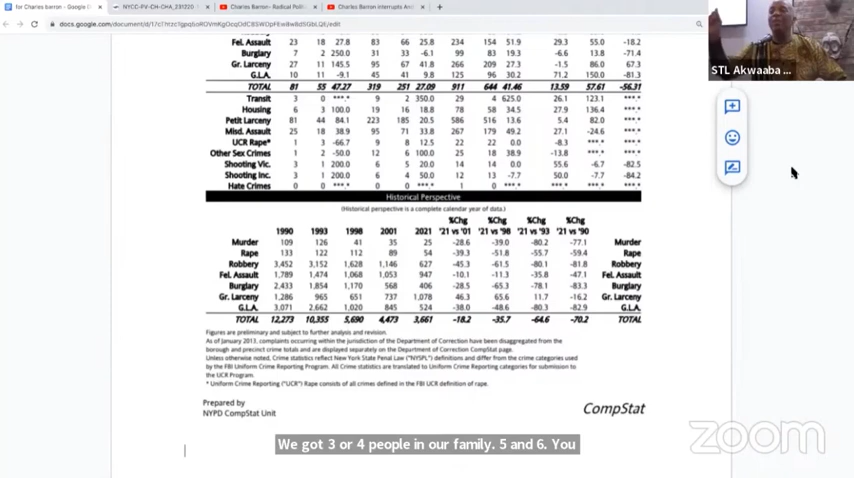 for Charles barron - Google D
NYCC-PV-CH-CHA_231220
Charles Barron - Radical Polit
Charles Barron Interrupts And
Fel. Assault 23 18 27.8 83 66 25.8 234 154 51.9 29.3 55.0 -18.2
Burglary 7 2 250.0 31 33 -6.1 99 83 19.3 -6.6 13.8 -71.4
Gr. Larceny 27 11 145.5 95 67 41.8 266 209 27.3 -1.5 86.0 67.3
G.L.A. 10 11 -9.1 45 41 9.8 125 96 30.2 71.2 150.0 -81.3
TOTAL 81 55 47.27 319 251 27.09 911 644 41.46 13.59 57.61 -56.31
Transit 3 0 ***.* 9 2 350.0 29 4 625.0 26.1 123.1 ***.*
Housing 6 3 100.0 19 16 18.8 78 58 34.5 27.9 136.4 ***.*
Petit Larceny 81 44 84.1 223 185 20.5 586 516 13.6 5.4 82.0 ***.*
Misd. Assault 25 18 38.9 95 71 33.8 267 179 49.2 27.1 -24.6 ***.*
UCR Rape* 1 3 -66.7 9 8 12.5 22 22 0.0 -8.3 ***.* ***.*
Other Sex Crimes 1 2 -50.0 12 6 100.0 25 18 38.9 -13.8 ***.* ***.*
Shooting Vic. 3 1 200.0 6 5 20.0 14 14 0.0 56.6 -6.7 -82.5
Shooting Inc. 3 1 200.0 6 4 50.0 12 13 -7.7 50.0 -7.7 -84.2
Hate Crimes 0 0 ***.* 0 0 ***.* 1 0 ***.* ***.* ***.* ***.*
Historical Perspective
(Historical perspective is a complete calendar year of data.)
1990 1993 1998 2001 2021 %Chg '21 vs '01 %Chg '21 vs '98 %Chg '21 vs '93 %Chg '21 vs '90
Murder 109 126 41 35 25 -28.6 -39.0 -80.2 -77.1 Murder
Rape 133 122 112 89 54 -39.3 -51.8 -55.7 -59.4 Rape
Robbery 3,452 3,152 1,628 1,146 627 -45.3 -61.5 -80.1 -81.8 Robbery
Fel. Assault 1,789 1,474 1,068 1,053 947 -10.1 -11.3 -35.8 -47.1 Fel. Assault
Burglary 2,433 1,854 1,170 568 406 -28.5 -65.3 -78.1 -83.3 Burglary
Gr. Larceny 1,286 965 651 737 1,078 46.3 65.6 11.7 -16.2 Gr. Larceny
G.L.A. 3,071 2,662 1,020 845 524 -38.0 -48.6 -80.3 -82.9 G.L.A.
TOTAL 12,273 10,355 5,690 4,473 3,661 -18.2 -35.7 -64.6 -70.2 TOTAL
Figures are preliminary and subject to further analysis and revision.
As of January 2013, complaints occurring within the jurisdiction of the Department of Correction have been disaggregated from the
borough and precinct crime totals and are displayed separately on the Department of Correction CompStat page.
Unless otherwise noted, Crime statistics reflect New York State Penal Law ("NYSPL") definitions and differ from the crime categories used
by the FBI Uniform Crime Reporting Program. All Crime statistics are translated to Uniform Crime Reporting categories for submission to
the UCR Program.
* Uniform Crime Reporting ("UCR") Rape consists of all crimes defined in the FBI UCR definition of rape.
Prepared by
NYPD CompStat Unit
CompStat
We got 3 or 4 people in our family. 5 and 6. You
STL Akwaaba ...
zoom